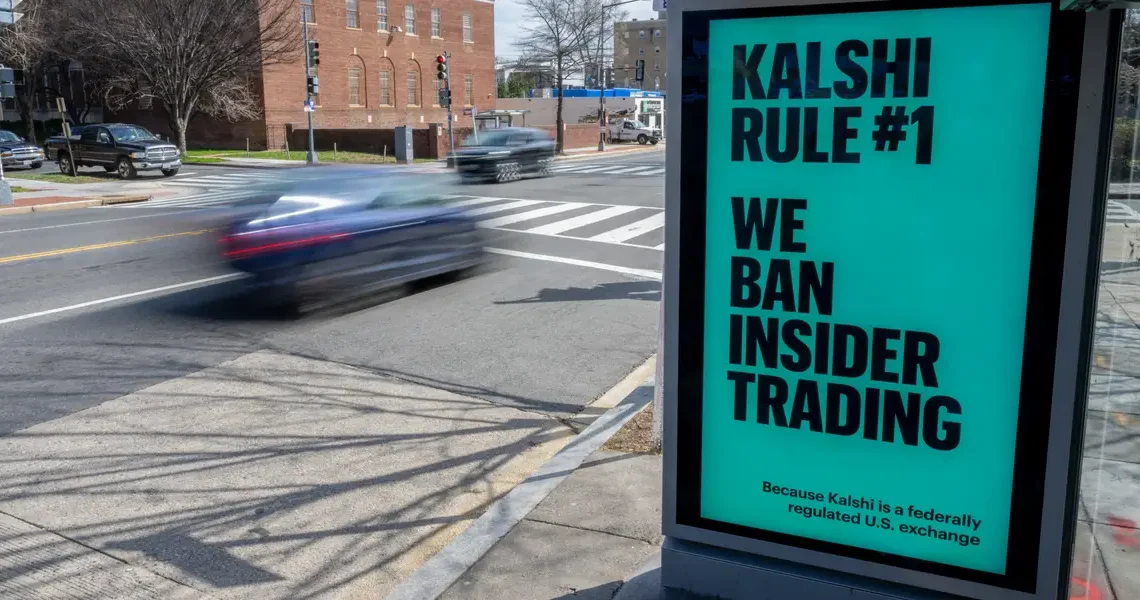 KALSHI
RULE #1
WE
BAN
INSIDER
TRADING
Because Kalshi is a federally
regulated U.S. exchange